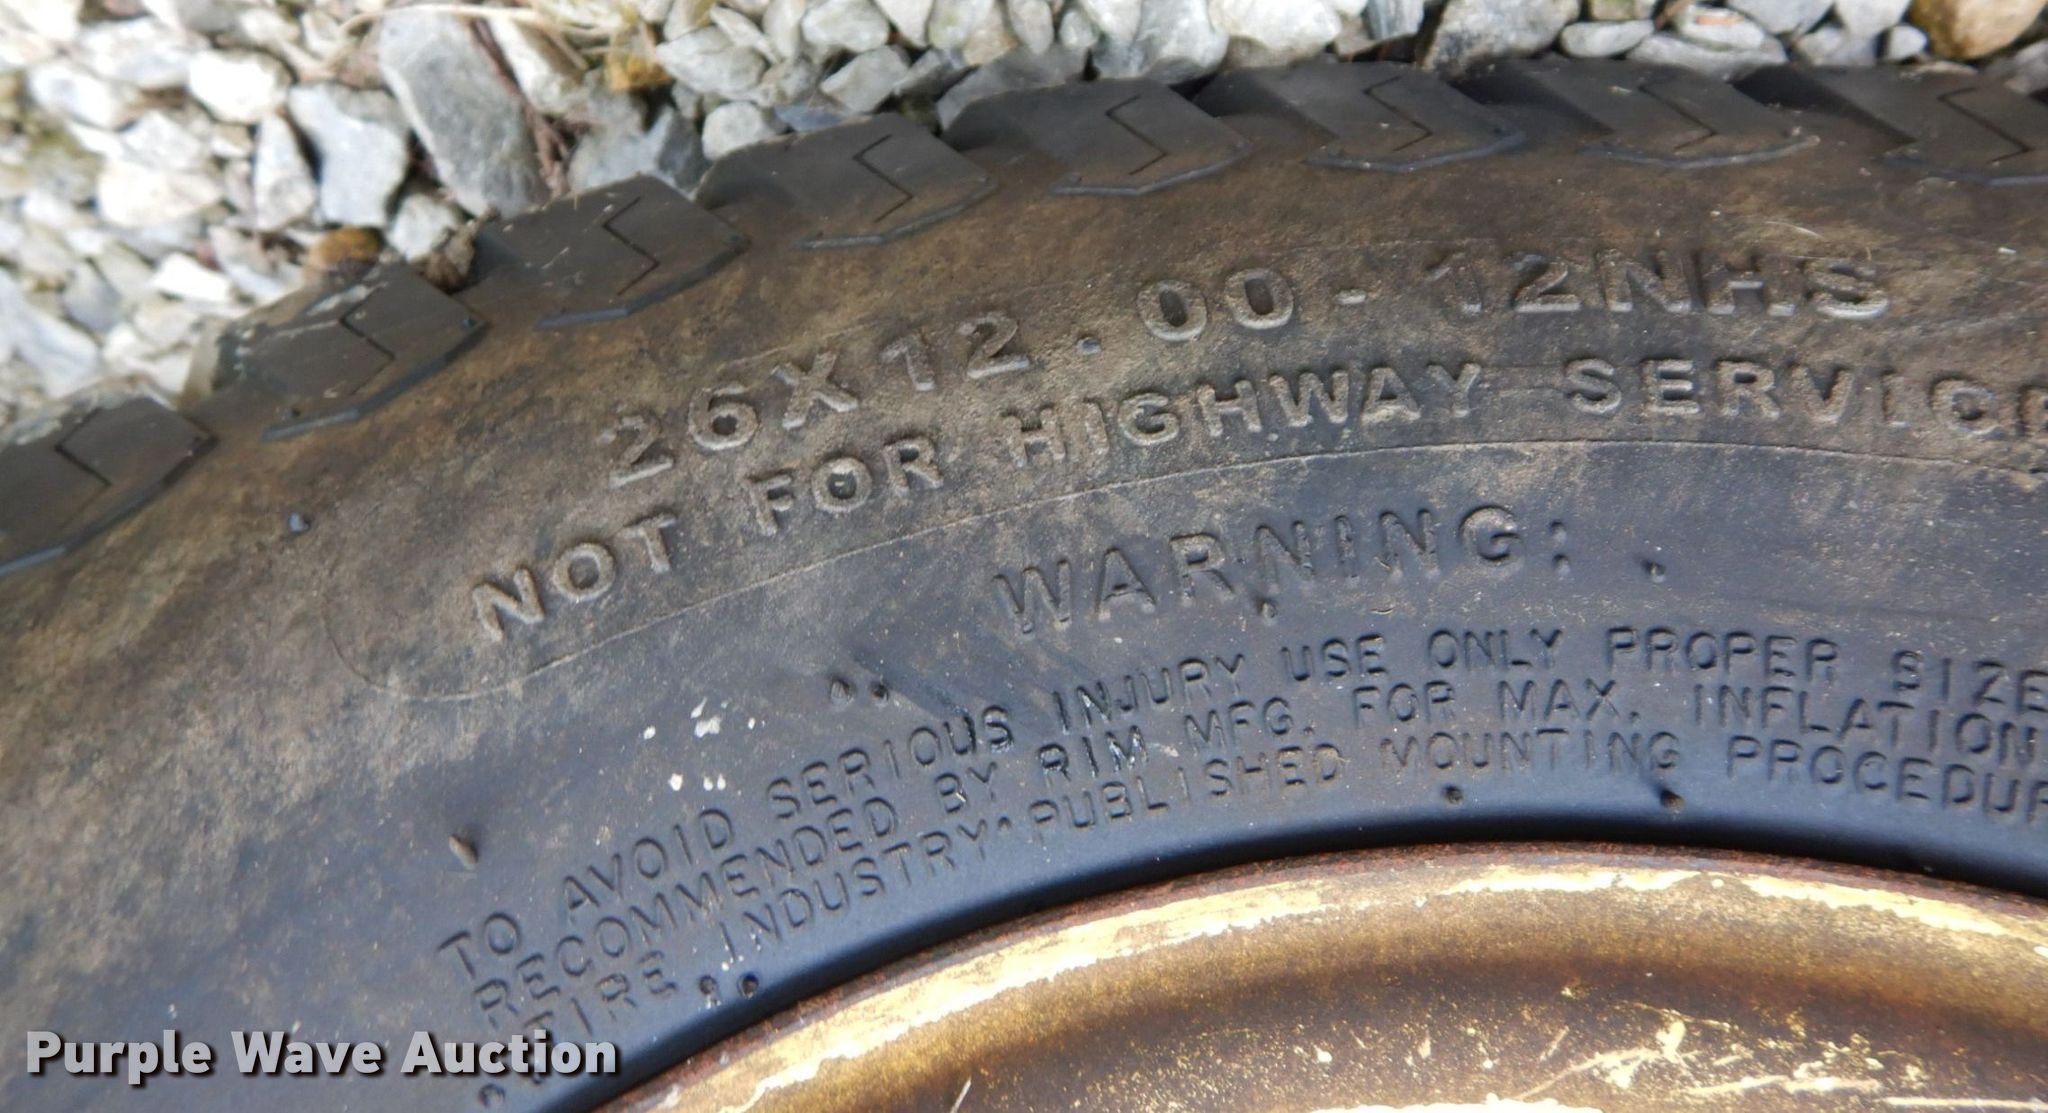 26X12.00-12NHS
NOT FOR HIGHWAY SERVICE
WARNING:
TO AVOID SERIOUS INJURY USE ONLY PROPER SIZE
RECOMMENDED BY RIM MFG. FOR MAX. INFLATION
TIRE INDUSTRY PUBLISHED MOUNTING PROCEDUR
Purple Wave Auction